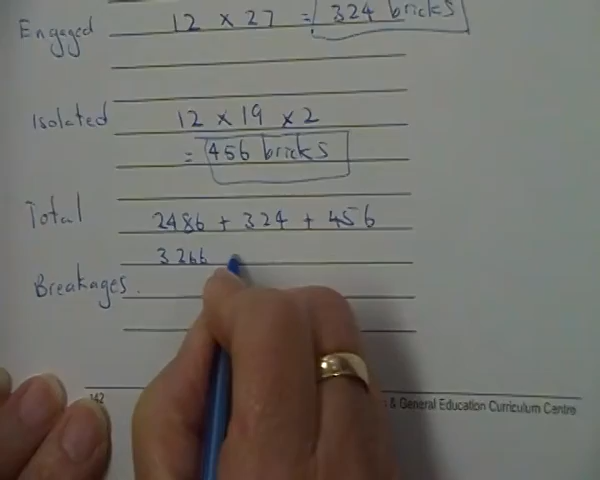 Engaged 12 x 27 = 324 bricks
Isolated 12 x 19 x 2
= 456 bricks
Total 2486 + 324 + 456
3266
Breakages.
142 & General Education Curriculum Centre